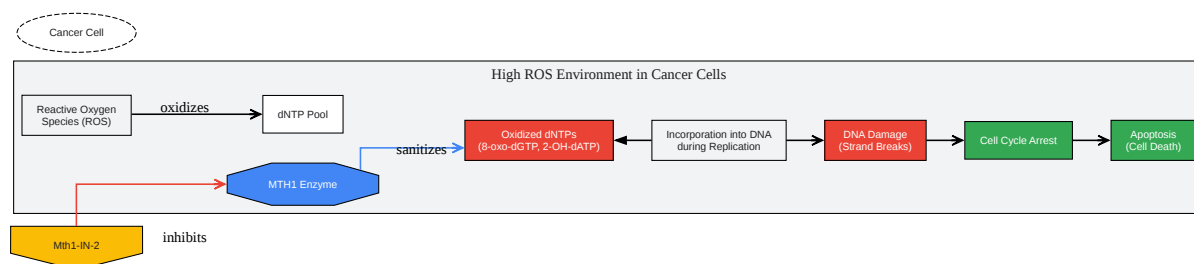 Cancer Cell
High ROS Environment in Cancer Cells
Reactive Oxygen
Species (ROS)
oxidizes
dNTP Pool
sanitizes
Oxidized dNTPs
(8-oxo-dGTP, 2-OH-dATP)
Incorporation into DNA
during Replication
DNA Damage
(Strand Breaks)
Cell Cycle Arrest
Apoptosis
(Cell Death)
MTH1 Enzyme
Mth1-IN-2
inhibits